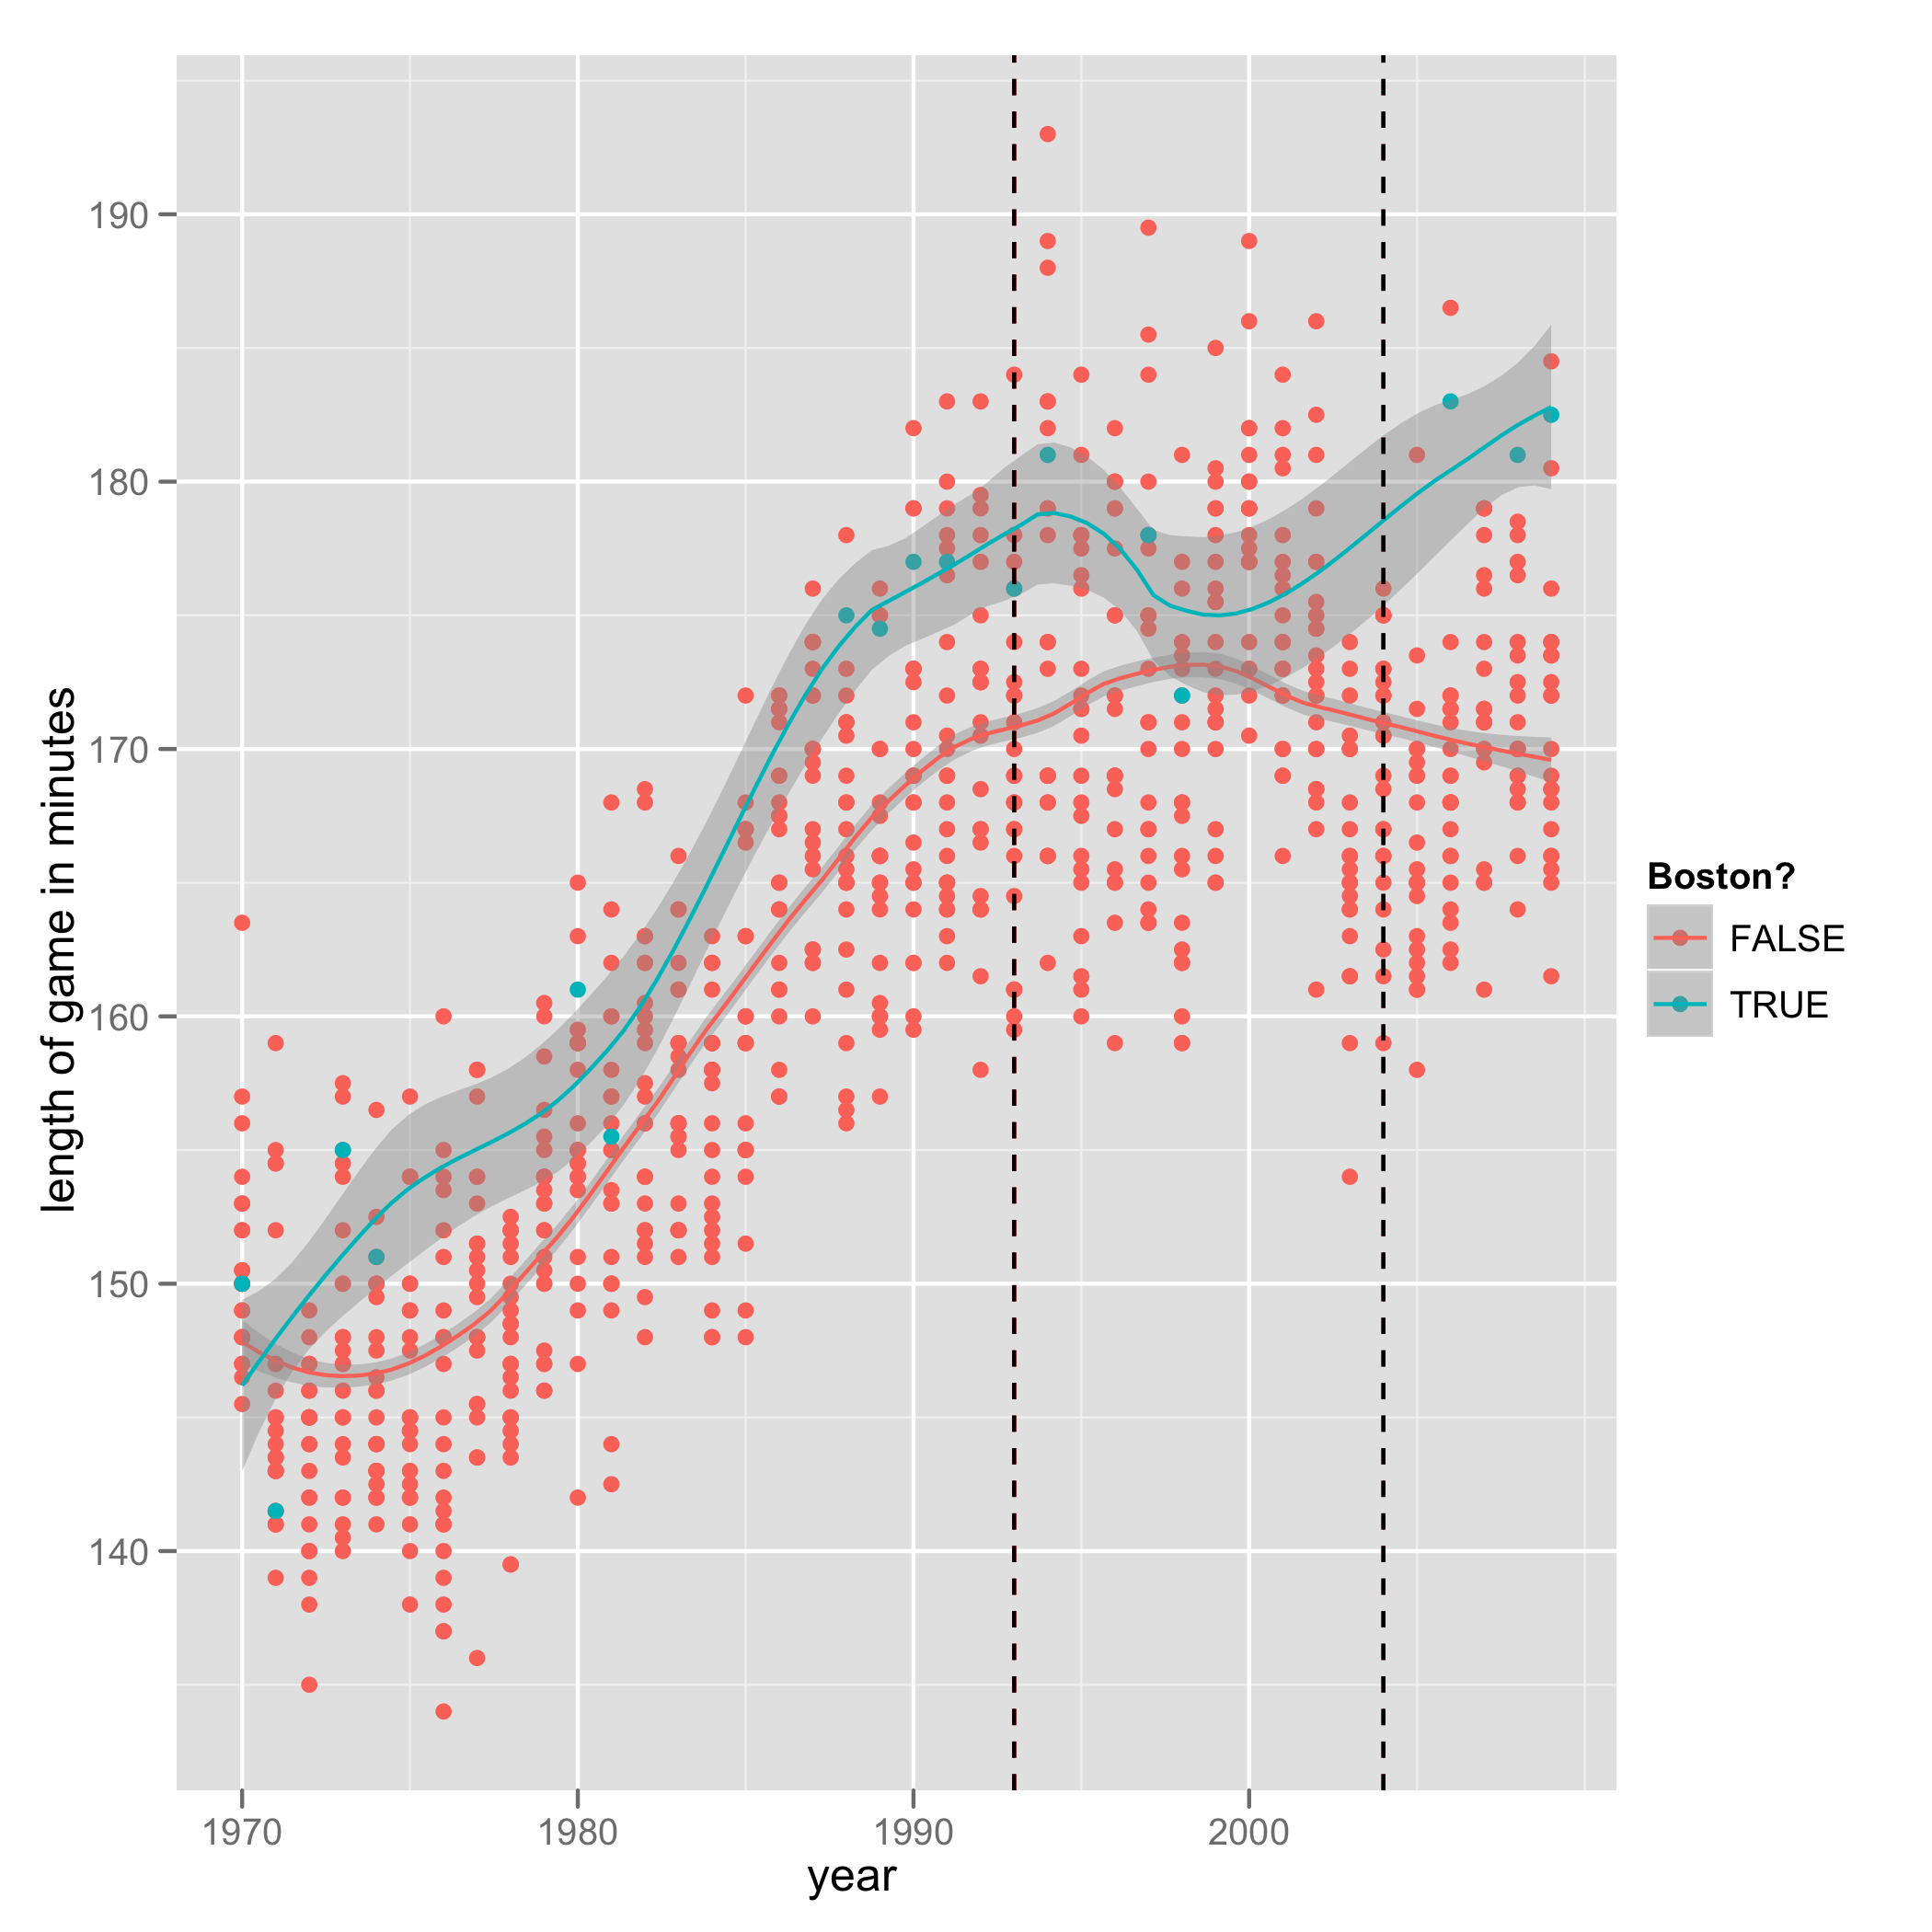 190
180
170
160
150
140
length of game in minutes
1970
1980
1990
2000
year
Boston?
FALSE
TRUE